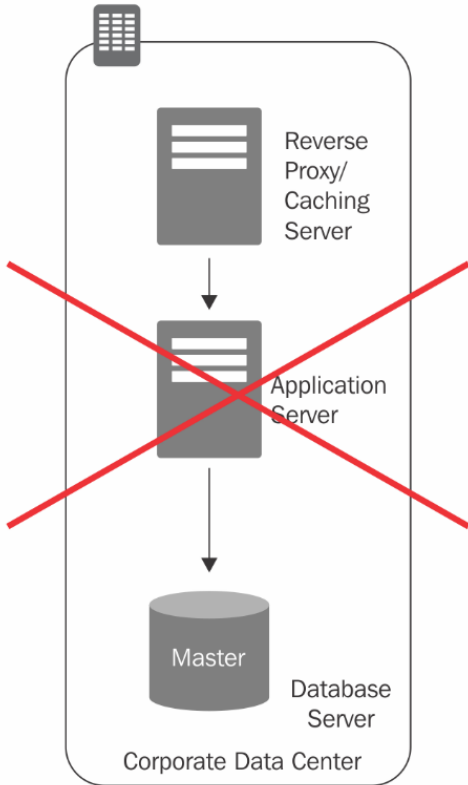 Reverse
Proxy/
Caching
Server
Application
Server
Master
Database
Server
Corporate Data Center